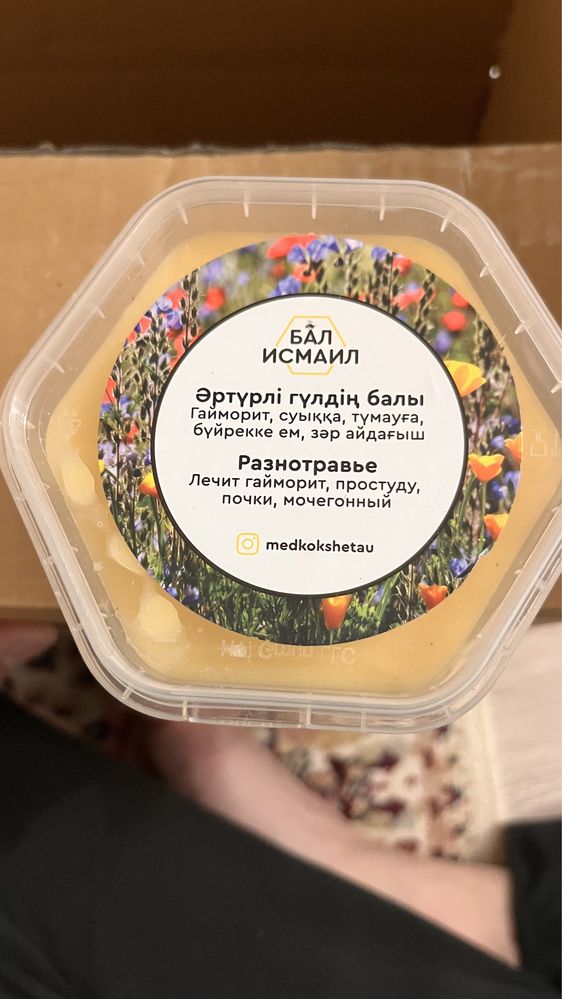 БАЛ
ИСМАИЛ
Әртүрлі гүлдің балы
Гайморит, суыққа, тұмауға,
бүйрекке ем, зәр айдағыш
Разнотравье
Лечит гайморит, простуду,
почки, мочегонный
medkokshetau